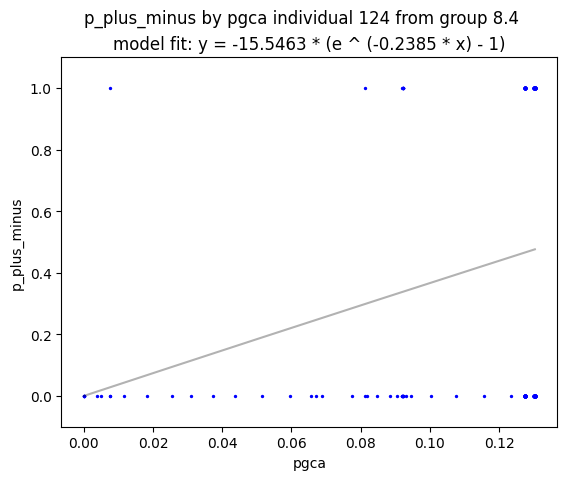 p_plus_minus by pgca individual 124 from group 8.4
model fit: y = -15.5463 * (e ^ (-0.2385 * x) - 1)
1.0
0.8
0.6
0.4
0.2
0.0
p_plus_minus
0.00 0.02 0.04 0.06 0.08 0.10 0.12
pgca